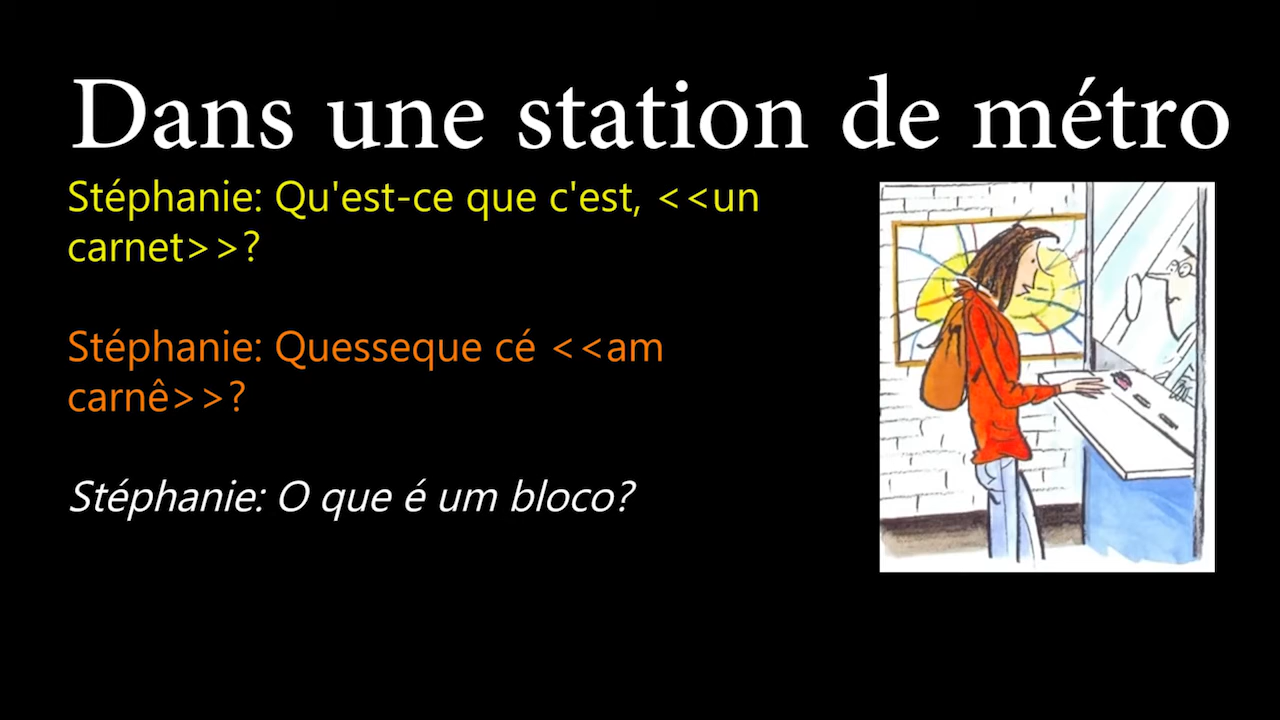 Dans une station de métro
Stéphanie: Qu'est-ce que c'est, <<un
carnet>>?
Stéphanie: Quesseque cé <<am
carnê>>?
Stéphanie: O que é um bloco?